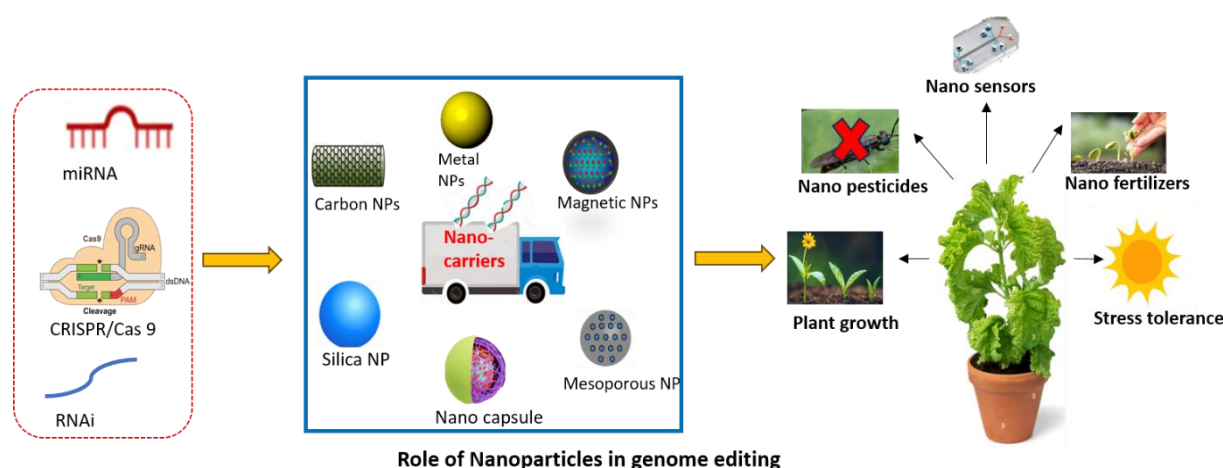 miRNA
Cas9
gRNA
dsDNA
Target
PAM
Cleavage
CRISPR/Cas 9
RNAi
Carbon NPs
Metal
NPs
Magnetic NPs
Nano-
carriers
Silica NP
Nano capsule
Mesoporous NP
Nano sensors
Nano pesticides
Nano fertilizers
Plant growth
Stress tolerance
Role of Nanoparticles in genome editing